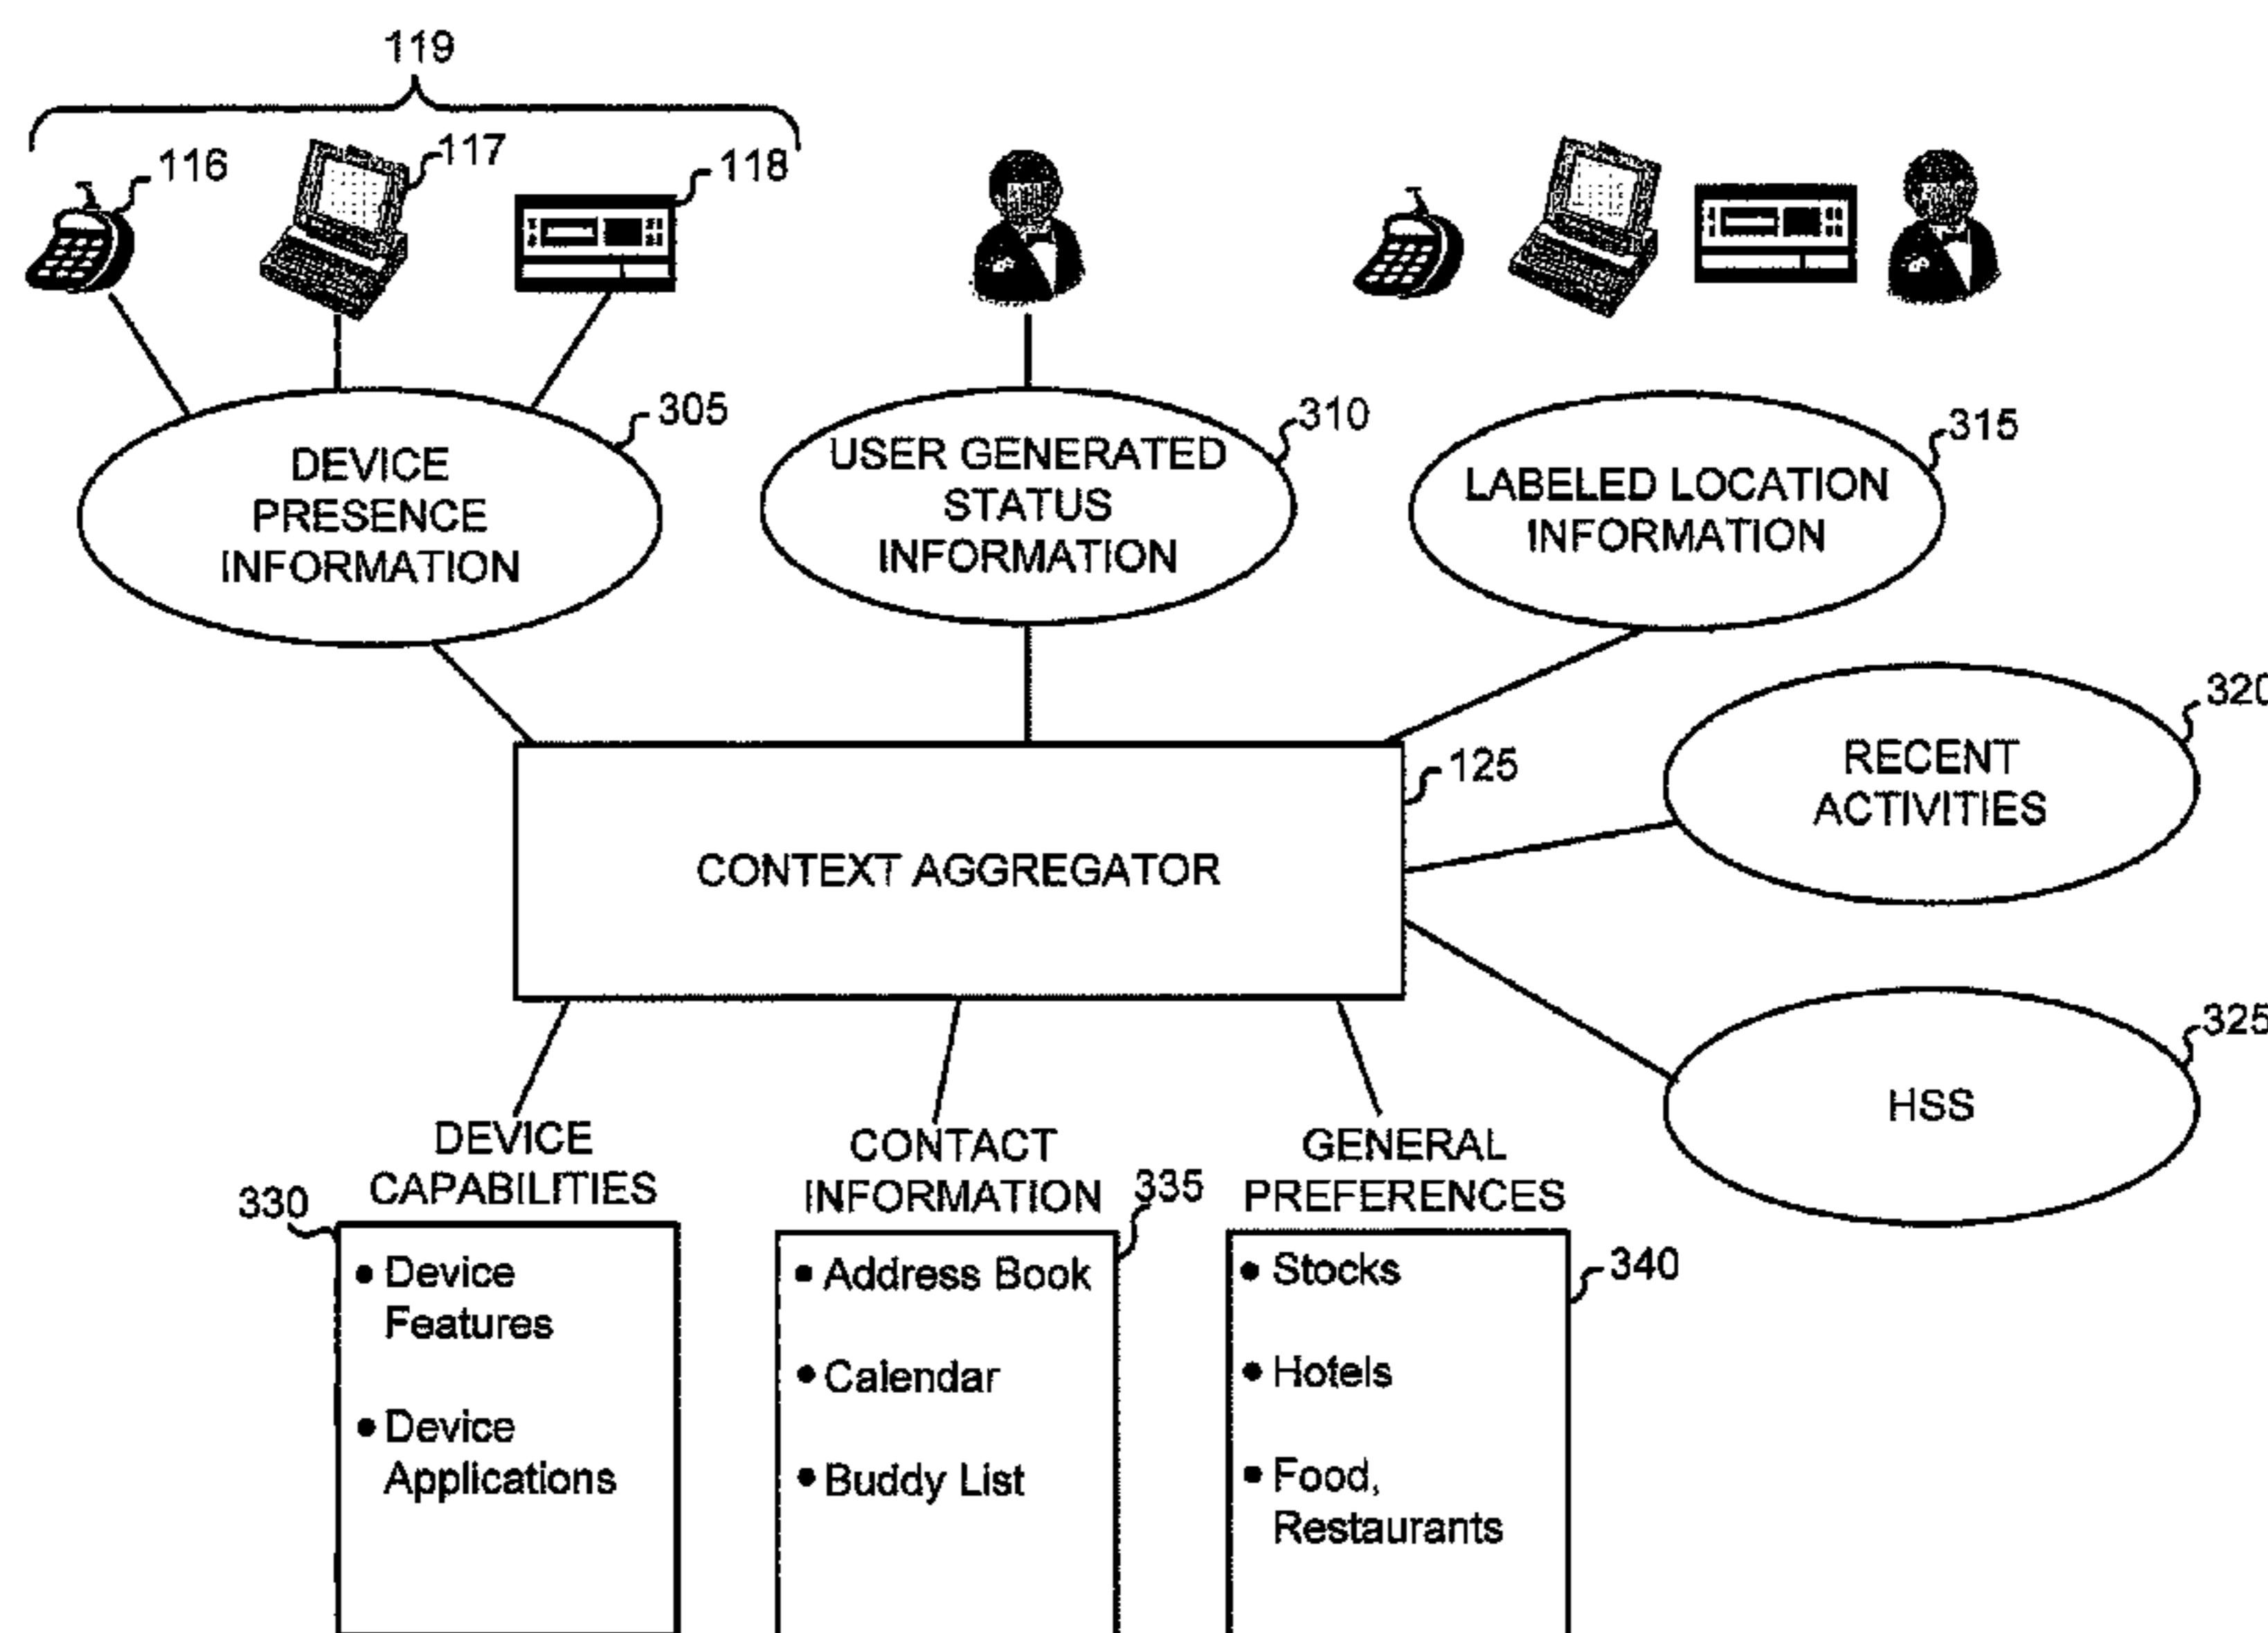 119
116
117
118
DEVICE
PRESENCE
INFORMATION
305
USER GENERATED
STATUS
INFORMATION
310
LABELED LOCATION
INFORMATION
315
RECENT
ACTIVITIES
320
CONTEXT AGGREGATOR
125
HSS
325
DEVICE
CAPABILITIES
330
• Device
Features
• Device
Applications
CONTACT
INFORMATION
335
• Address Book
• Calendar
• Buddy List
GENERAL
PREFERENCES
340
• Stocks
• Hotels
• Food,
Restaurants